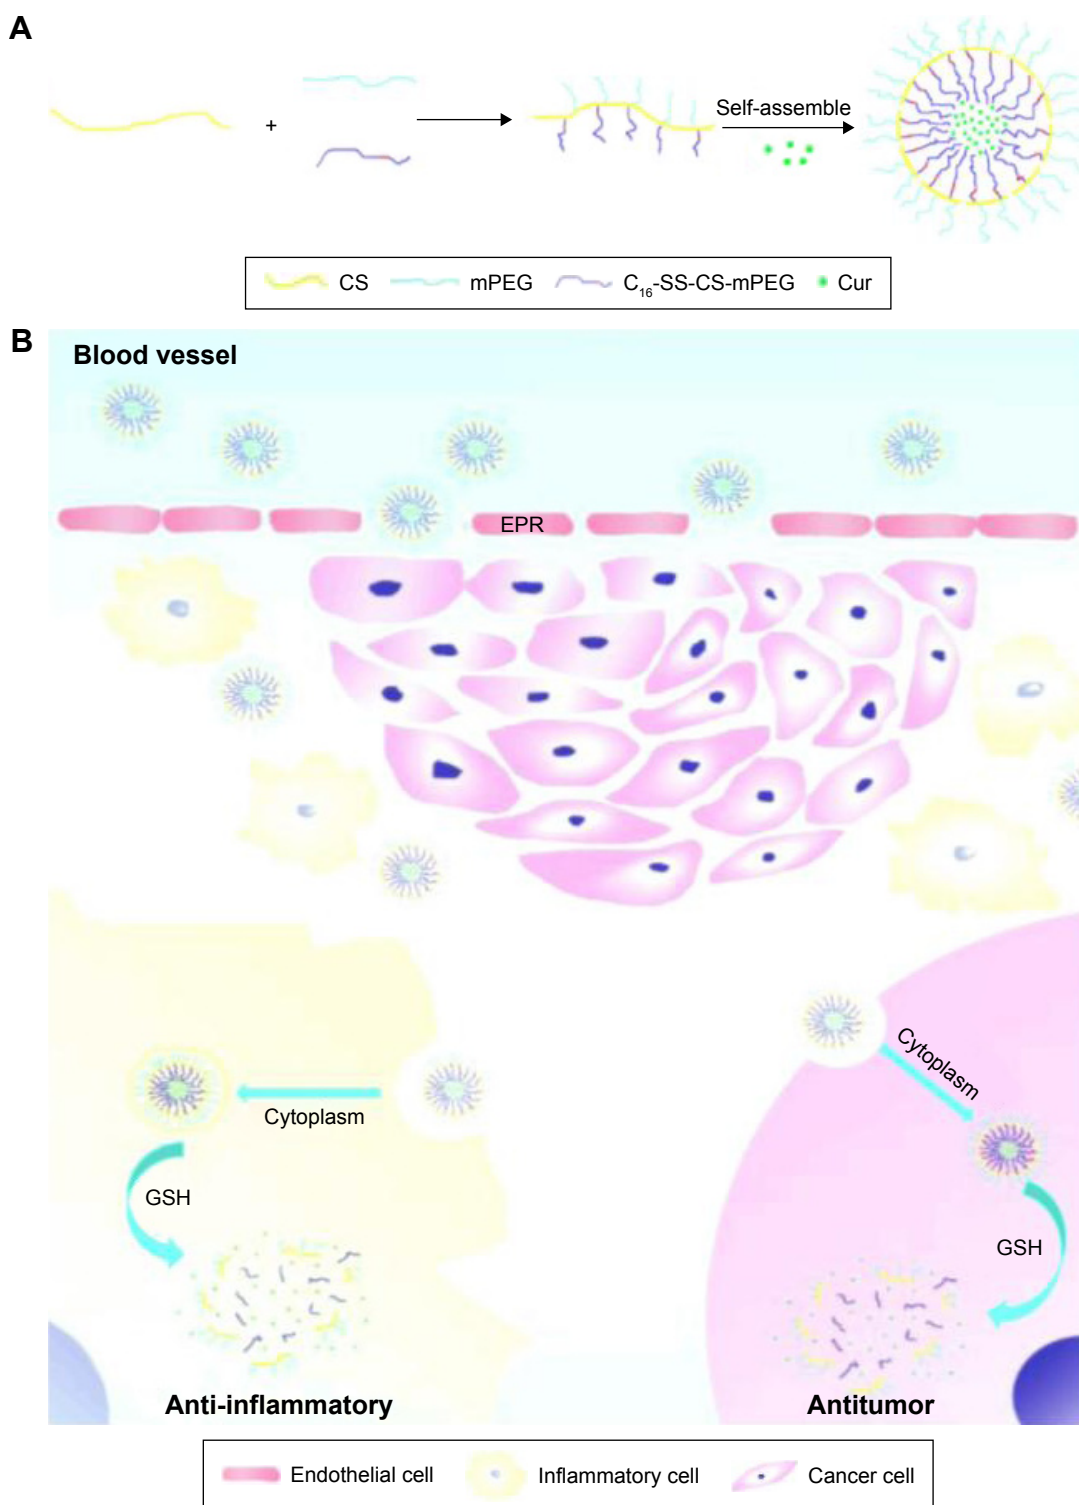 A
+
Self-assemble
CS mPEG C₁₆-SS-CS-mPEG Cur
B
Blood vessel
EPR
Cytoplasm
Cytoplasm
GSH
GSH
Anti-inflammatory
Antitumor
Endothelial cell Inflammatory cell Cancer cell